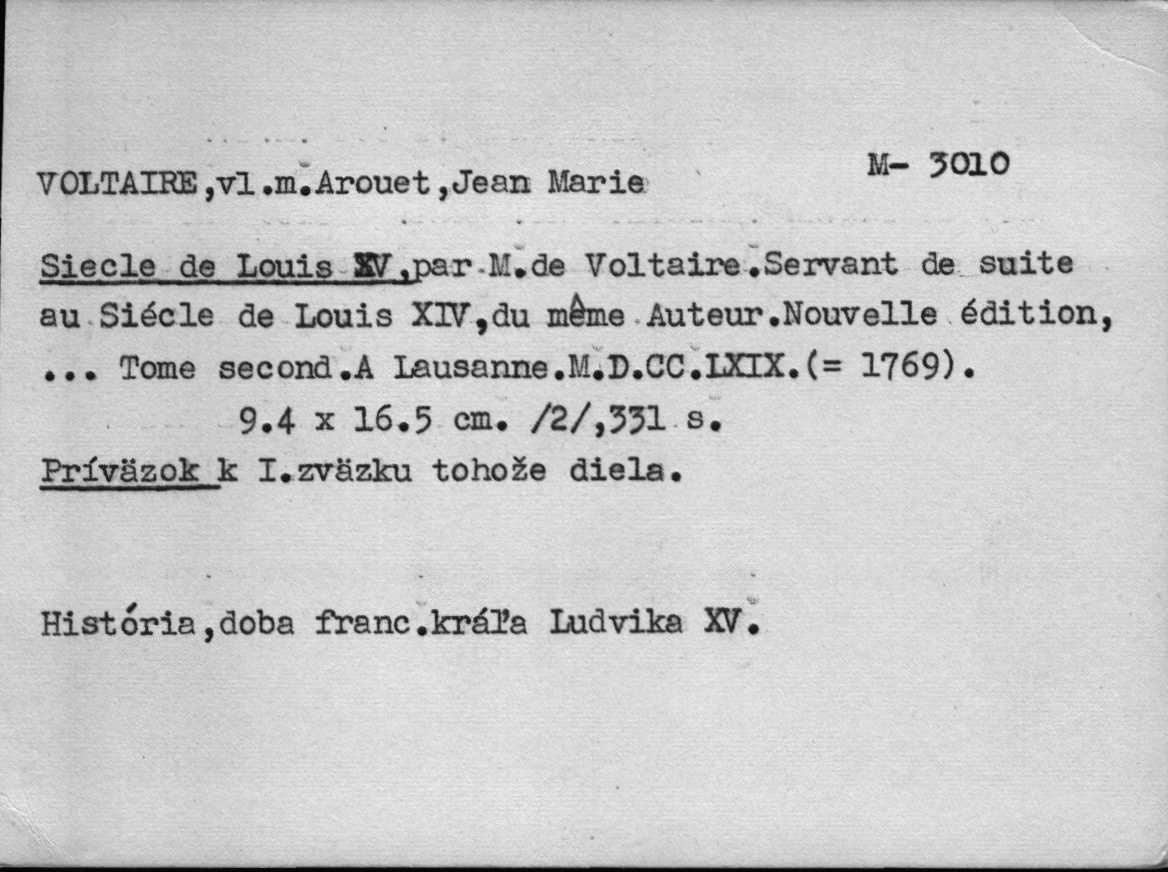 M- 3010
VOLTAIRE,vl.m.Arouet,Jean Marie
Siecle de Louis XV,par M.de Voltaire.Servant de suite
au Siécle de Louis XIV,du même Auteur.Nouvelle édition,
... Tome second.A Lausanne.M.D.CC.LXIX.(= 1769).
9.4 x 16.5 cm. /2/,331 s.
Príväzok k I.zväzku tohože diela.
História,doba franc.kráľa Ludvika XV.